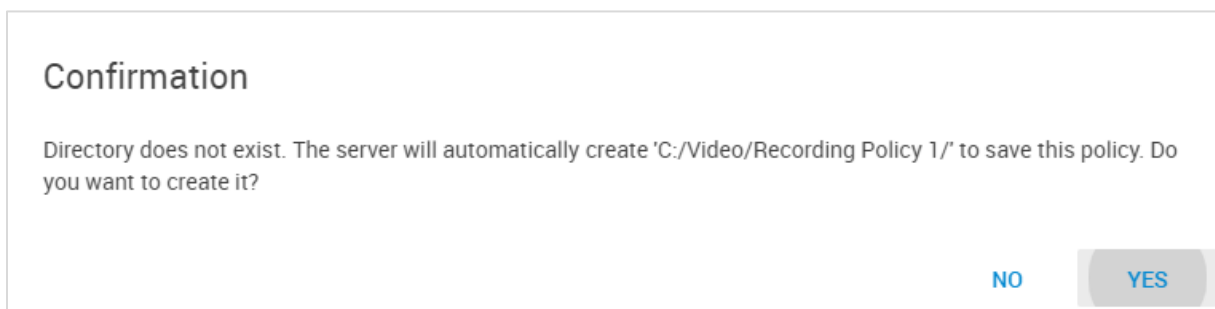 Confirmation
Directory does not exist. The server will automatically create 'C:/Video/Recording Policy 1/' to save this policy. Do
you want to create it?
NO YES